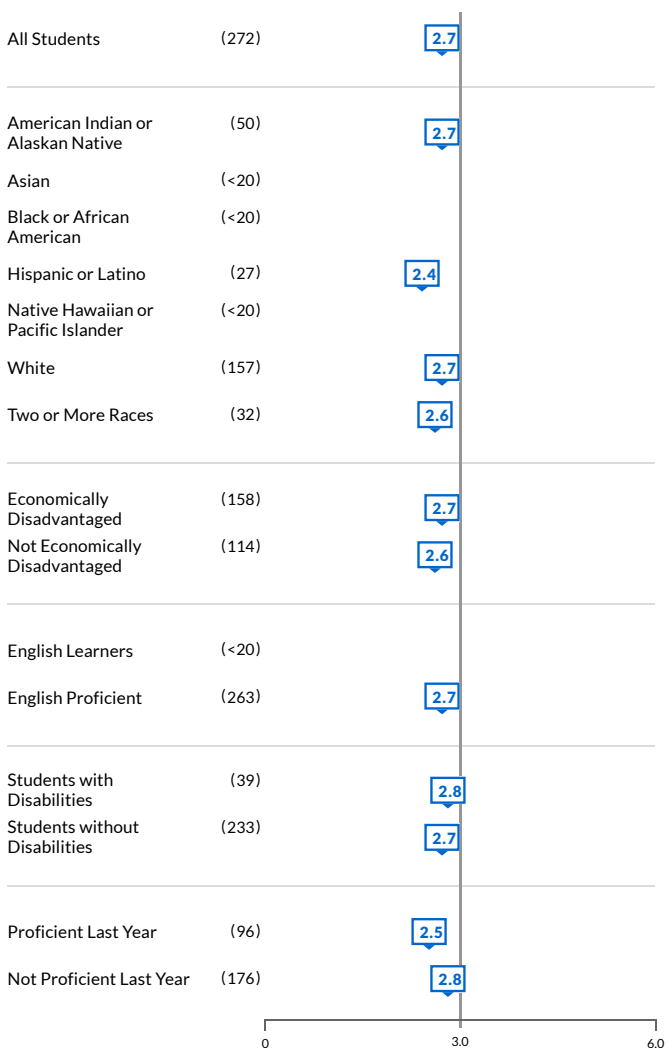 All Students (272) 2.7
American Indian or (50) 2.7
Alaskan Native
Asian (<20)
Black or African (<20)
American
Hispanic or Latino (27) 2.4
Native Hawaiian or (<20)
Pacific Islander
White (157) 2.7
Two or More Races (32) 2.6
Economically (158) 2.7
Disadvantaged
Not Economically (114) 2.6
Disadvantaged
English Learners (<20)
English Proficient (263) 2.7
Students with (39) 2.8
Disabilities
Students without (233) 2.7
Disabilities
Proficient Last Year (96) 2.5
Not Proficient Last Year (176) 2.8
0 3.0 6.0